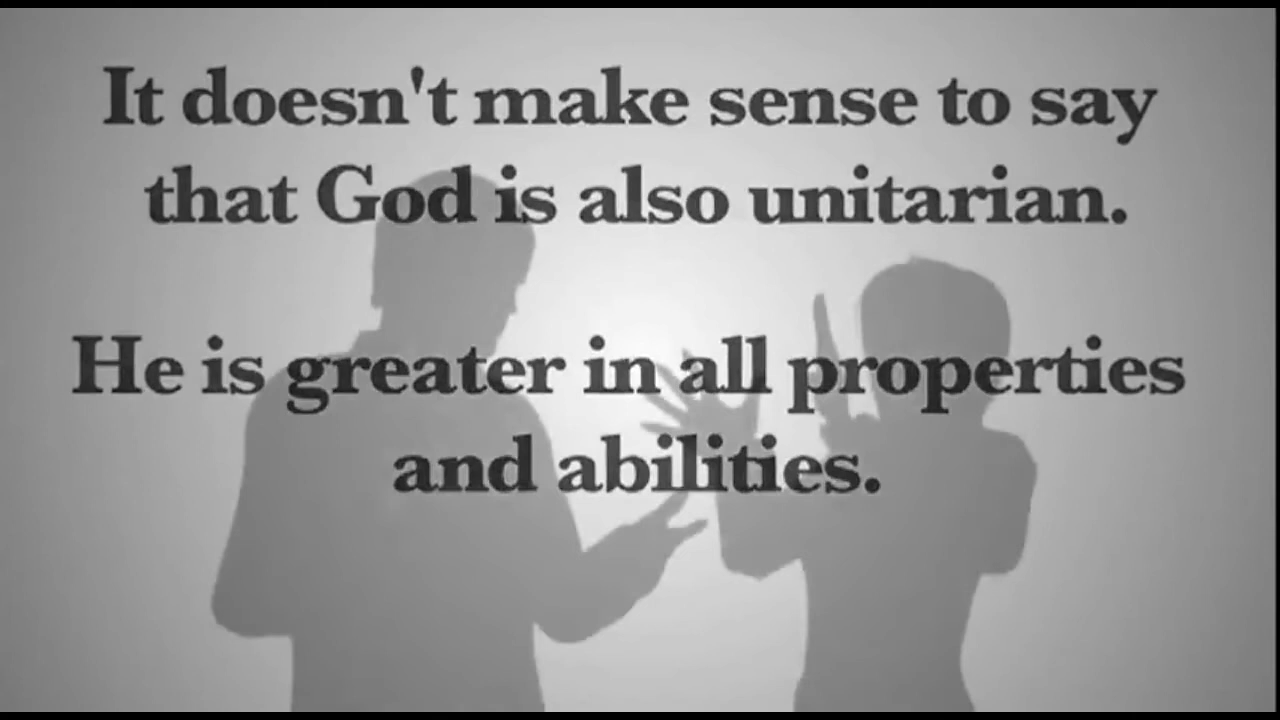 It doesn't make sense to say
that God is also unitarian.
He is greater in all properties
and abilities.